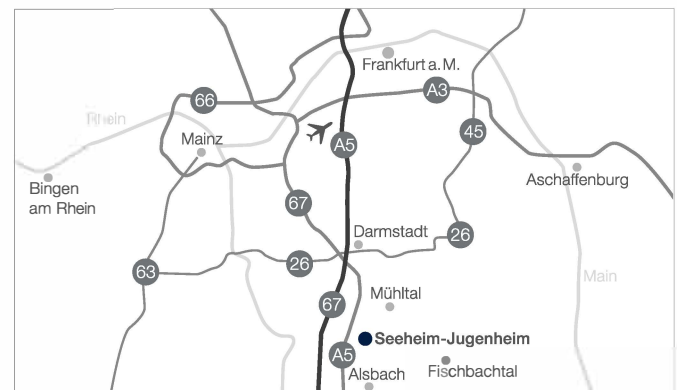 Frankfurt a. M.
A3
66
Rhein
45
Mainz
A5
Aschaffenburg
Bingen
am Rhein
67
Darmstadt
26
26
63
Main
Mühltal
67
Seeheim-Jugenheim
A5
Fischbachtal
Alsbach